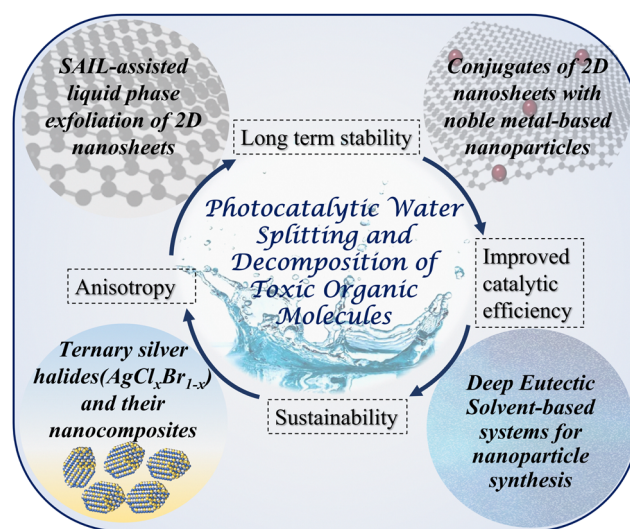 SAIL-assisted
liquid phase
exfoliation of 2D
nanosheets
Conjugates of 2D
nanosheets with
noble metal-based
nanoparticles
Long term stability
Photocatalytic Water
Splitting and
Decomposition of
Toxic Organic
Molecules
Anisotropy
Improved
catalytic
efficiency
Ternary silver
halides(AgClxBr1-x)
and their
nanocomposites
Sustainability
Deep Eutectic
Solvent-based
systems for
nanoparticle
synthesis